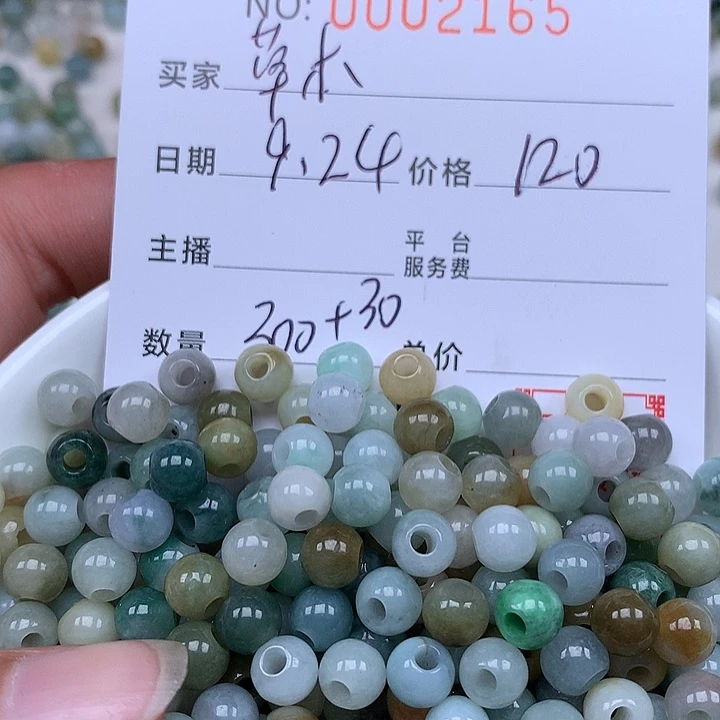 NO: 0002165
买家 草木
日期 9.24 价格 120
主播 平台服务费
数量 300+30 单价